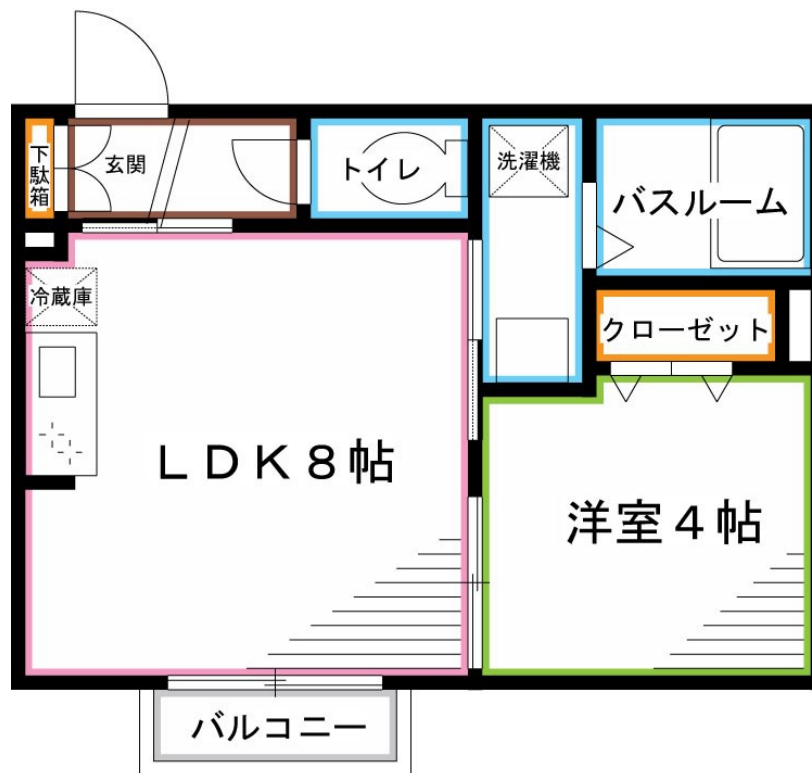 下駄箱
玄関
トイレ
洗濯機
バスルーム
冷蔵庫
クローゼット
ＬＤＫ８帖
洋室４帖
バルコニー